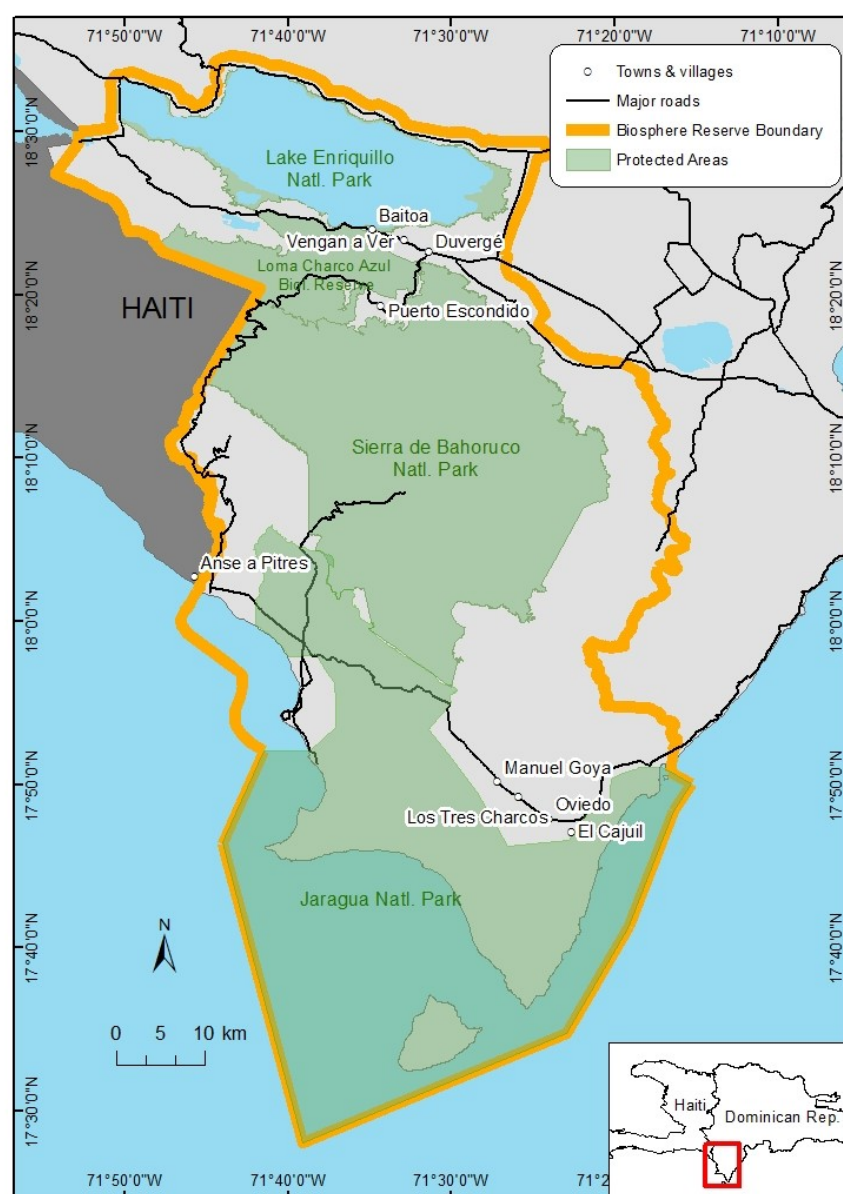 71°50'0"W
71°40'0"W
71°30'0"W
71°20'0"W
71°10'0"W
Towns & villages
Major roads
Biosphere Reserve Boundary
Protected Areas
18°30'0"N
18°30'0"N
Lake Enriquillo
Natl. Park
Baitoa
Vengan a Ver
Duvergé
Loma Charco Azul
Biol. Reserve
18°20'0"N
18°20'0"N
HAITI
Puerto Escondido
Sierra de Bahoruco
Natl. Park
18°10'0"N
18°10'0"N
Anse a Pitres
18°0'0"N
18°0'0"N
Manuel Goya
17°50'0"N
17°50'0"N
Oviedo
Los Tres Charcos
El Cajuil
Jaragua Natl. Park
N
17°40'0"N
17°40'0"N
0 5 10 km
17°30'0"N
Haiti
Dominican Rep.
71°50'0"W
71°40'0"W
71°30'0"W